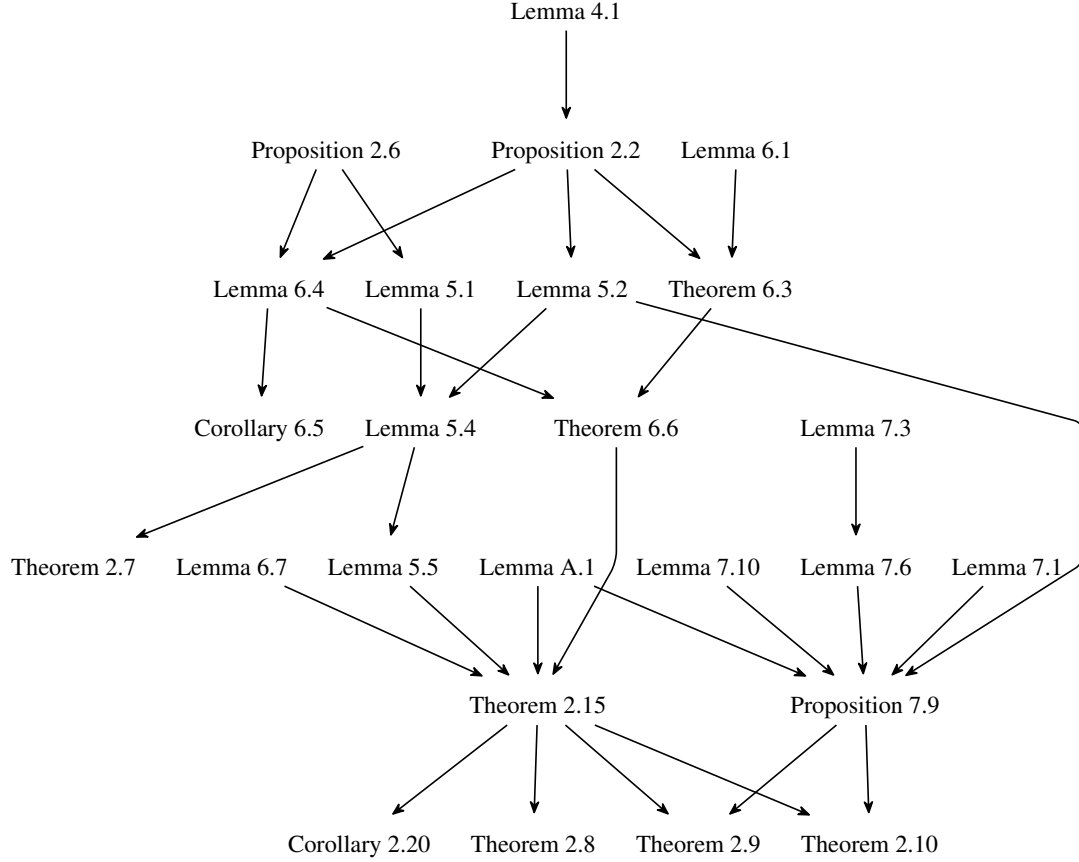 Lemma 4.1
Proposition 2.6 Proposition 2.2 Lemma 6.1
Lemma 6.4 Lemma 5.1 Lemma 5.2 Theorem 6.3
Corollary 6.5 Lemma 5.4 Theorem 6.6 Lemma 7.3
Theorem 2.7 Lemma 6.7 Lemma 5.5 Lemma A.1 Lemma 7.10 Lemma 7.6 Lemma 7.1
Theorem 2.15 Proposition 7.9
Corollary 2.20 Theorem 2.8 Theorem 2.9 Theorem 2.10